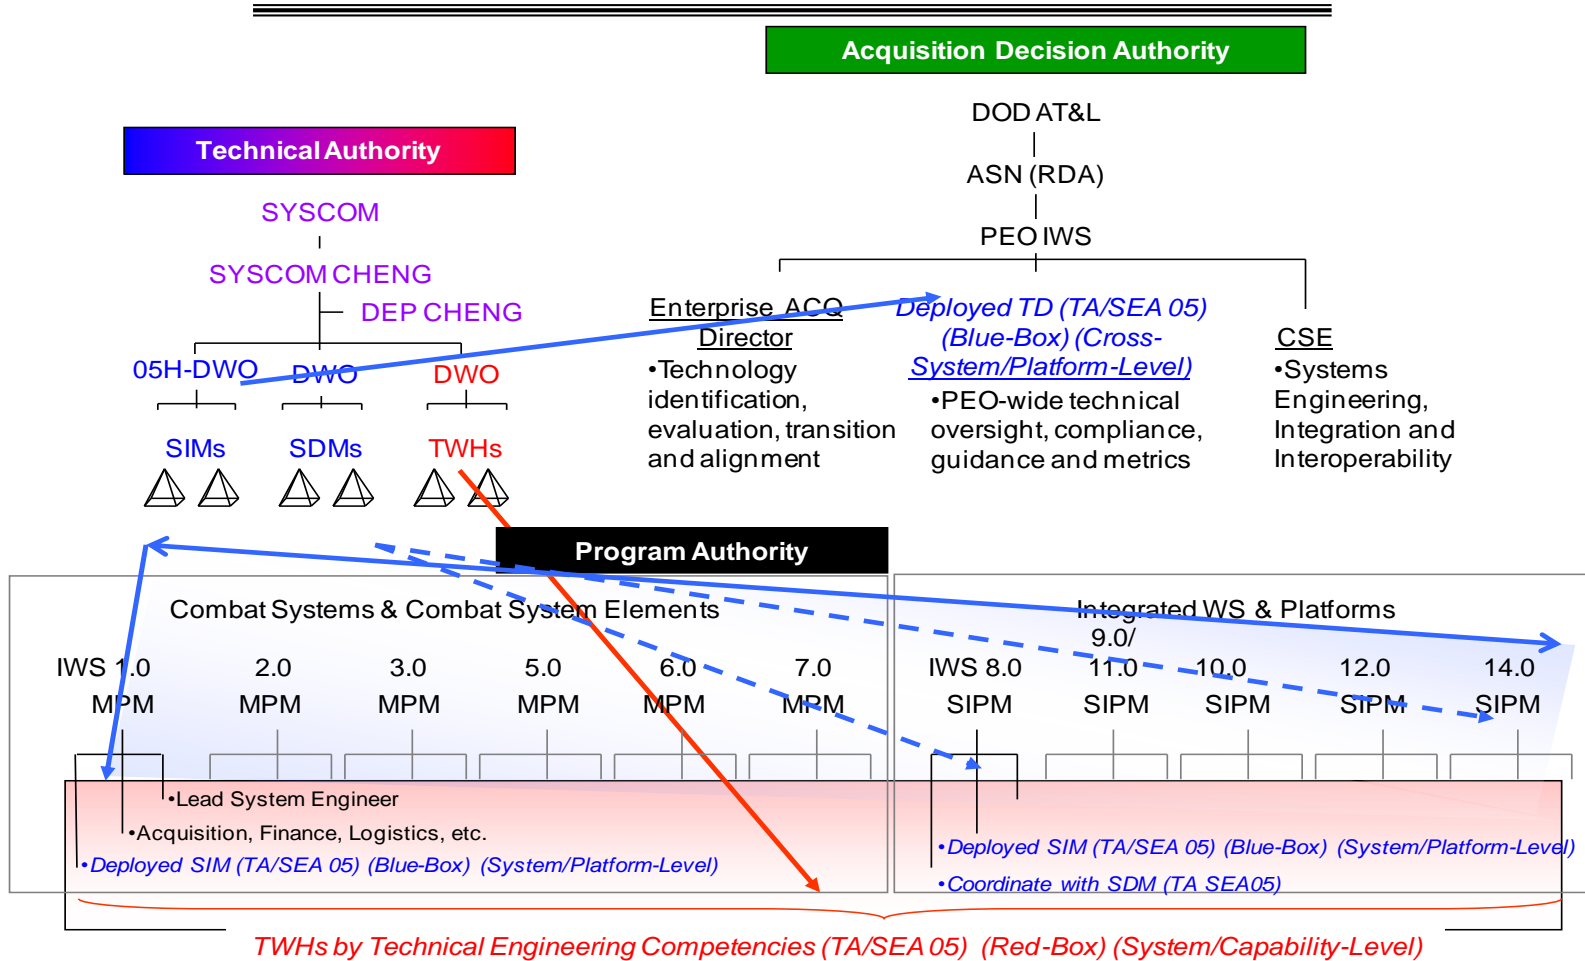 Acquisition Decision Authority
DOD AT&L
ASN (RDA)
PEO IWS
Technical Authority
SYSCOM
SYSCOM CHENG
DEP CHENG
05H-DWO
DWO
DWO
SIMs
SDMs
TWHs
Enterprise ACQ
Director
•Technology
identification,
evaluation, transition
and alignment
Deployed TD (TA/SEA 05)
(Blue-Box) (Cross-
System/Platform-Level)
•PEO-wide technical
oversight, compliance,
guidance and metrics
CSE
•Systems
Engineering,
Integration and
Interoperability
Program Authority
Combat Systems & Combat System Elements
IWS 1.0
MPM
2.0
MPM
3.0
MPM
5.0
MPM
6.0
MPM
7.0
MPM
•Lead System Engineer
•Acquisition, Finance, Logistics, etc.
•Deployed SIM (TA/SEA 05) (Blue-Box) (System/Platform-Level)
Integrated WS & Platforms
IWS 8.0
SIPM
9.0/
11.0
SIPM
10.0
SIPM
12.0
SIPM
14.0
SIPM
•Deployed SIM (TA/SEA 05) (Blue-Box) (System/Platform-Level)
•Coordinate with SDM (TA SEA05)
TWHs by Technical Engineering Competencies (TA/SEA 05) (Red-Box) (System/Capability-Level)